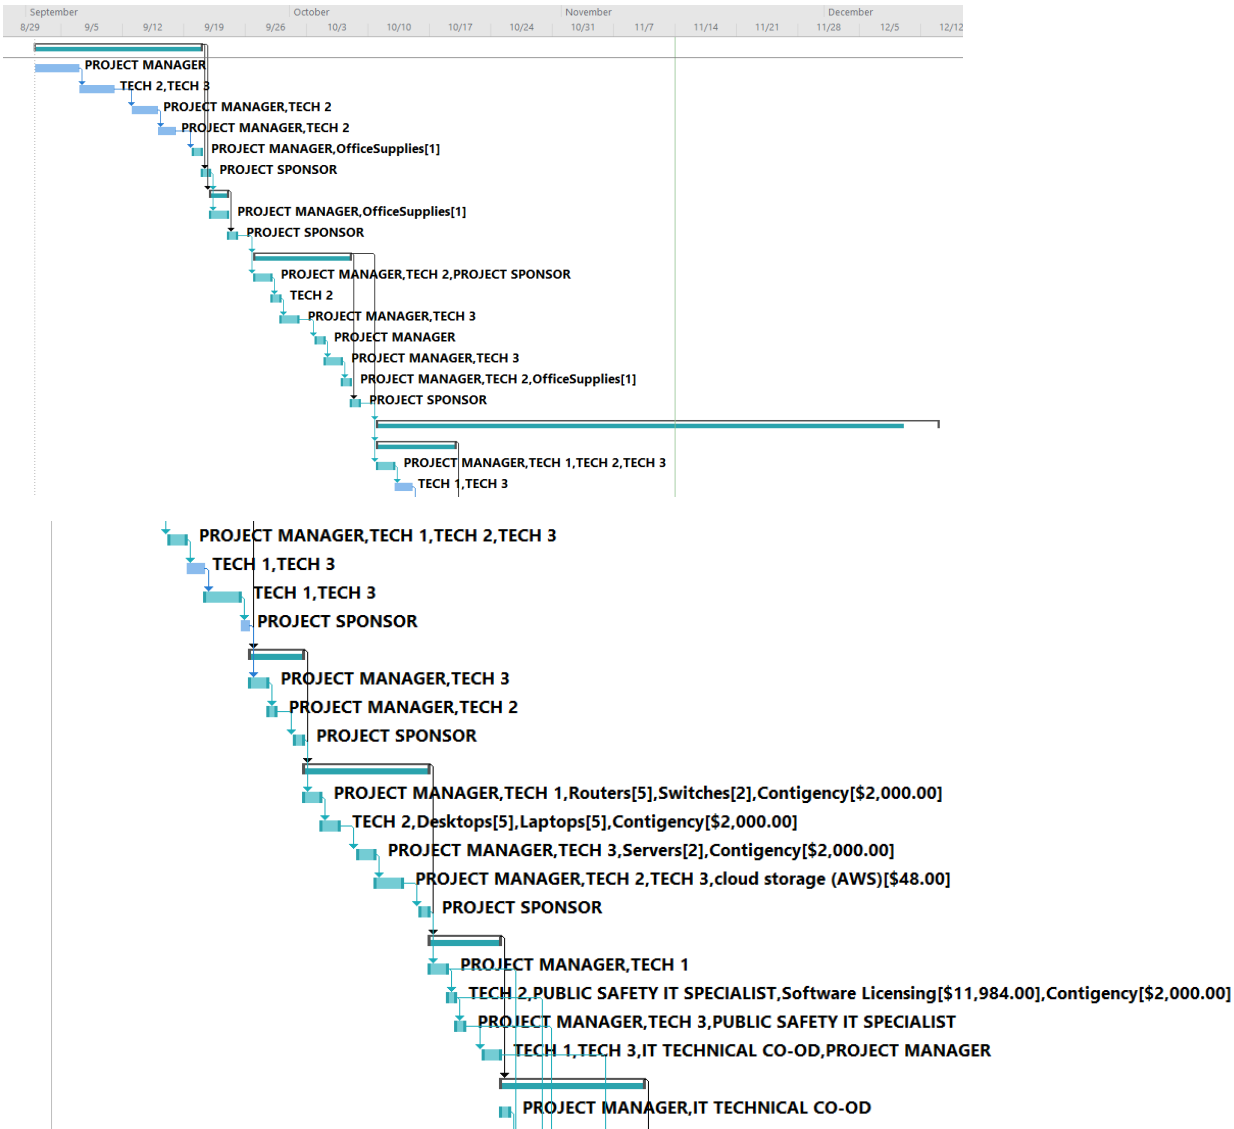 September October November December
8/29 9/5 9/12 9/19 9/26 10/3 10/10 10/17 10/24 10/31 11/7 11/14 11/21 11/28 12/5 12/12
PROJECT MANAGER
TECH 2,TECH 3
PROJECT MANAGER,TECH 2
PROJECT MANAGER,TECH 2
PROJECT MANAGER,OfficeSupplies[1]
PROJECT SPONSOR
PROJECT MANAGER,OfficeSupplies[1]
PROJECT SPONSOR
PROJECT MANAGER,TECH 2,PROJECT SPONSOR
TECH 2
PROJECT MANAGER,TECH 3
PROJECT MANAGER
PROJECT MANAGER,TECH 3
PROJECT MANAGER,TECH 2,OfficeSupplies[1]
PROJECT SPONSOR
PROJECT MANAGER,TECH 1,TECH 2,TECH 3
TECH 1,TECH 3
PROJECT MANAGER,TECH 1,TECH 2,TECH 3
TECH 1,TECH 3
TECH 1,TECH 3
PROJECT SPONSOR
PROJECT MANAGER,TECH 3
PROJECT MANAGER,TECH 2
PROJECT SPONSOR
PROJECT MANAGER,TECH 1,Routers[5],Switches[2],Contigency[$2,000.00]
TECH 2,Desktops[5],Laptops[5],Contigency[$2,000.00]
PROJECT MANAGER,TECH 3,Servers[2],Contigency[$2,000.00]
PROJECT MANAGER,TECH 2,TECH 3,cloud storage (AWS)[$48.00]
PROJECT SPONSOR
PROJECT MANAGER,TECH 1
TECH 2,PUBLIC SAFETY IT SPECIALIST,Software Licensing[$11,984.00],Contigency[$2,000.00]
PROJECT MANAGER,TECH 3,PUBLIC SAFETY IT SPECIALIST
TECH 1,TECH 3,IT TECHNICAL CO-OD,PROJECT MANAGER
PROJECT MANAGER,IT TECHNICAL CO-OD